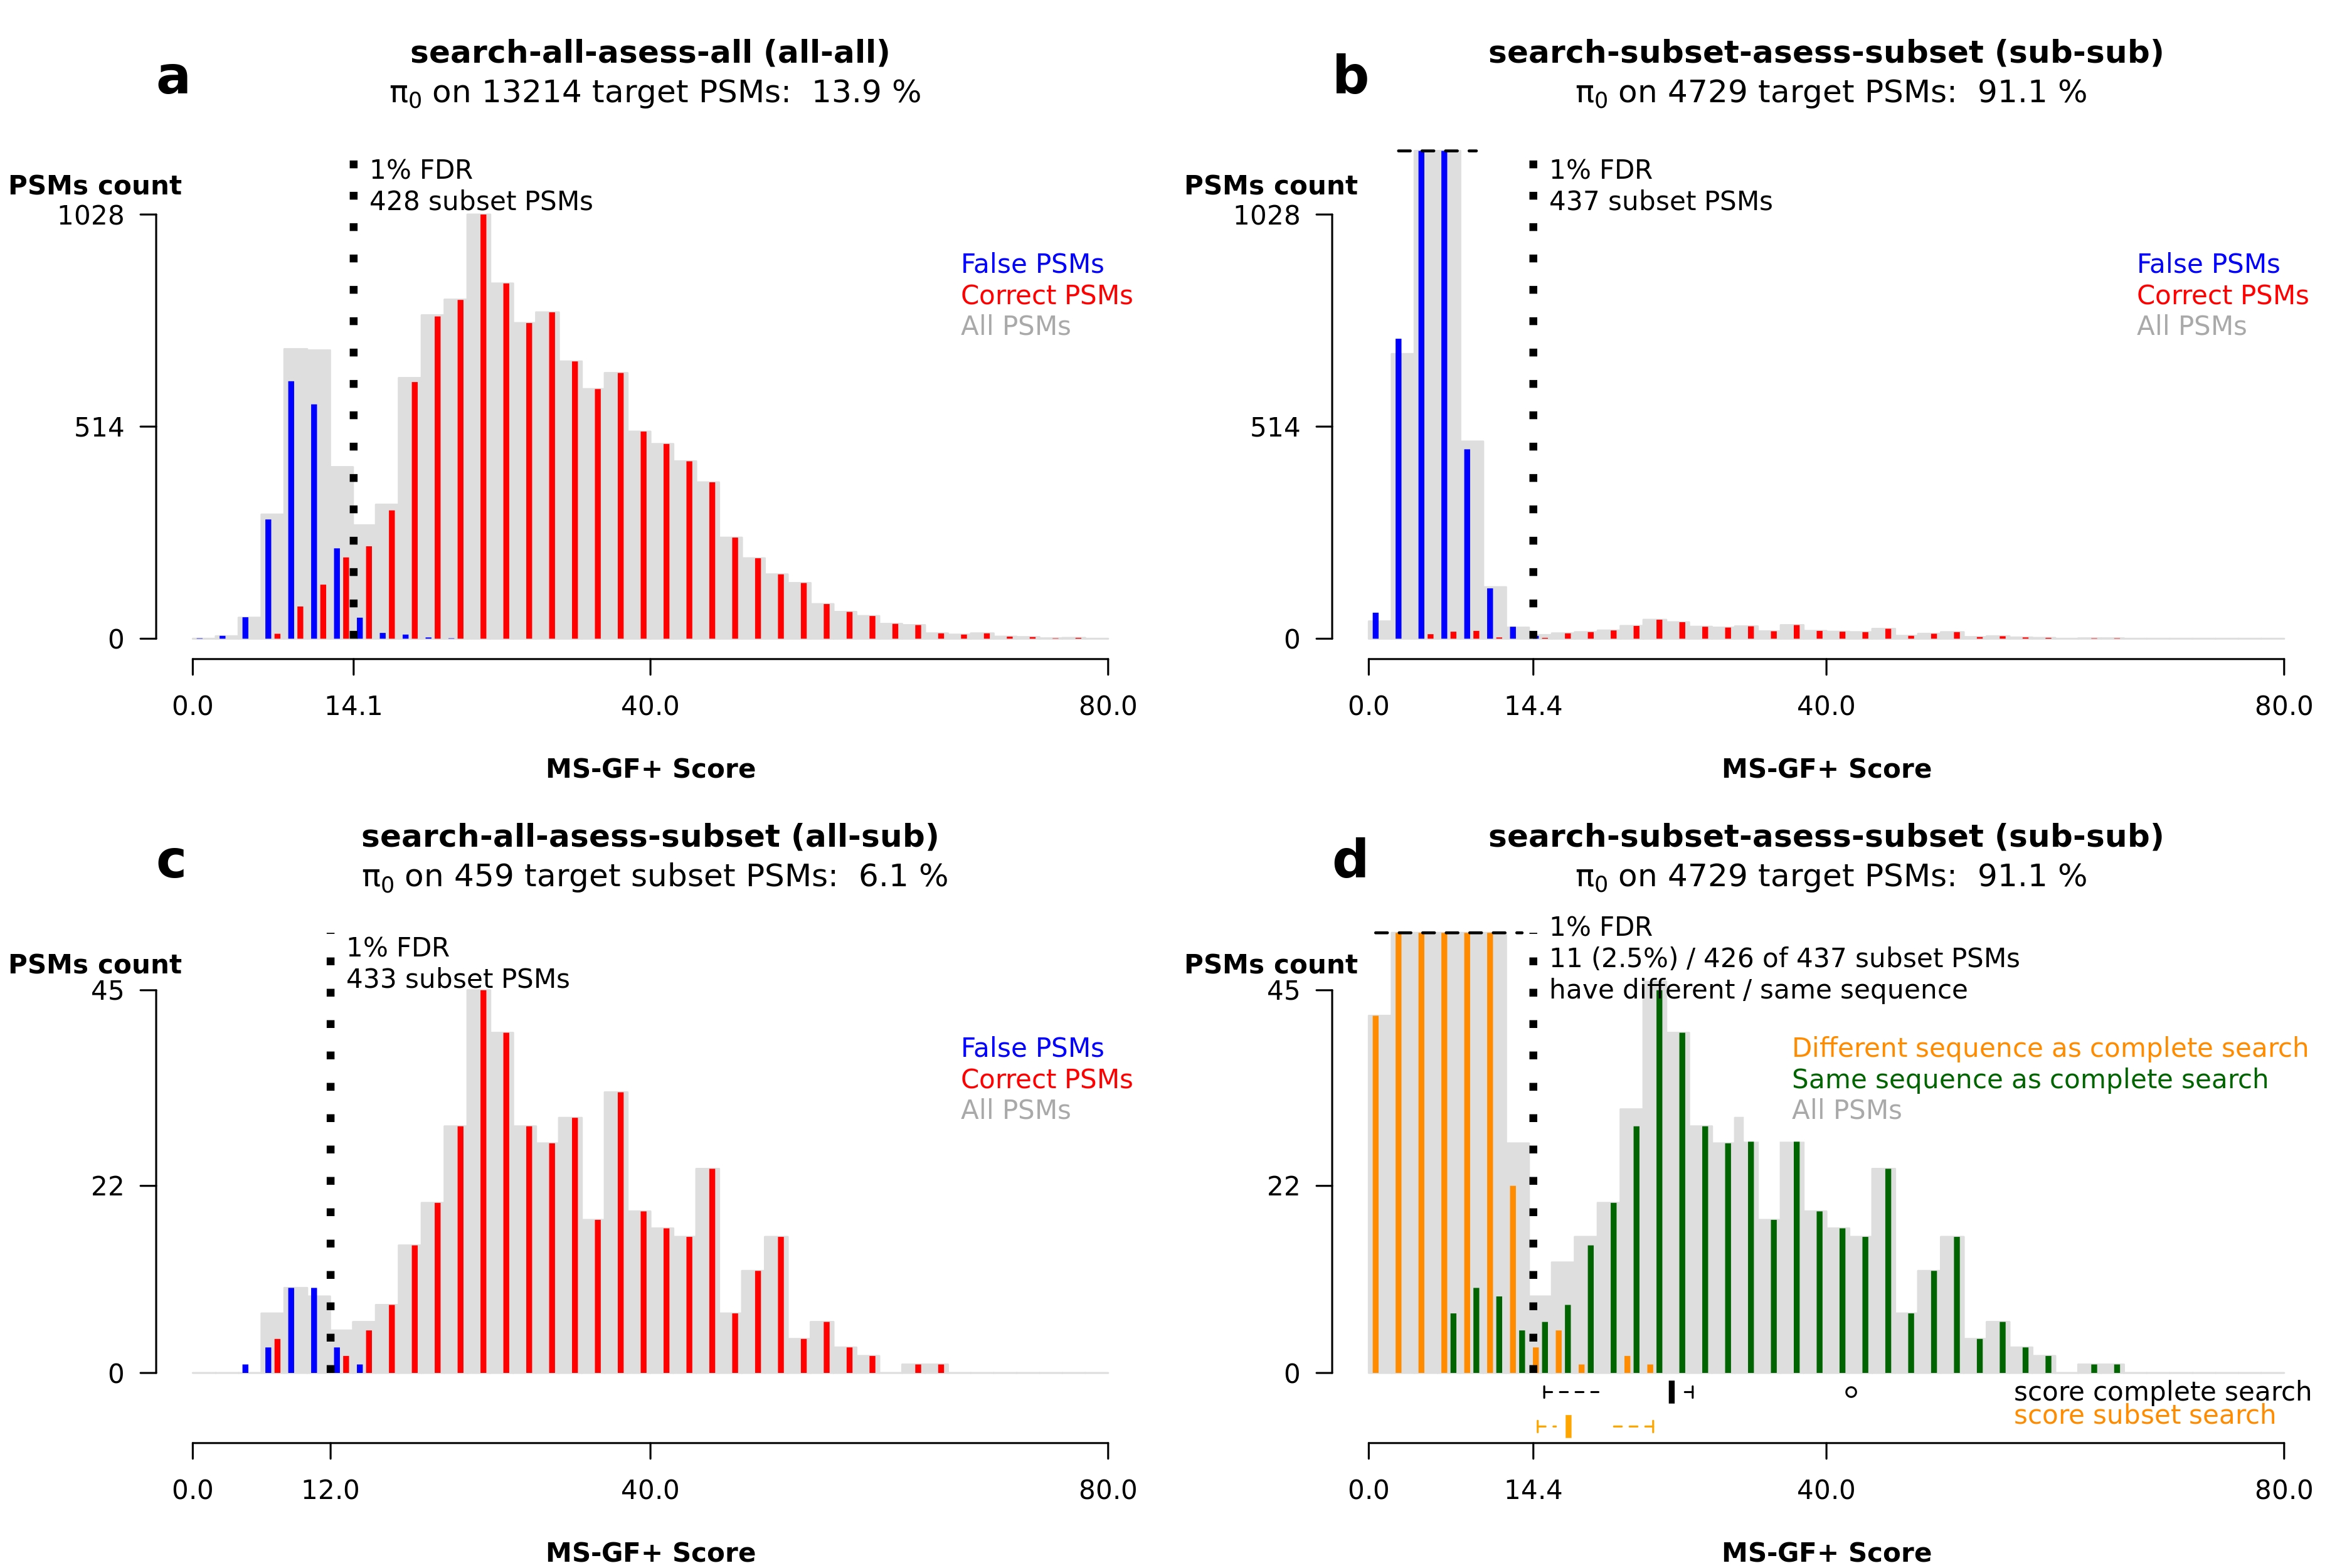 a
search-all-asess-all (all-all)
π0 on 13214 target PSMs: 13.9 %
PSMs count
1028
514
0
1% FDR
428 subset PSMs
False PSMs
Correct PSMs
All PSMs
0.0
14.1
40.0
80.0
MS-GF+ Score
b
search-subset-asess-subset (sub-sub)
π0 on 4729 target PSMs: 91.1 %
PSMs count
1028
514
0
1% FDR
437 subset PSMs
False PSMs
Correct PSMs
All PSMs
0.0
14.4
40.0
80.0
MS-GF+ Score
c
search-all-asess-subset (all-sub)
π0 on 459 target subset PSMs: 6.1 %
PSMs count
45
22
0
1% FDR
433 subset PSMs
False PSMs
Correct PSMs
All PSMs
0.0
12.0
40.0
80.0
MS-GF+ Score
d
search-subset-asess-subset (sub-sub)
π0 on 4729 target PSMs: 91.1 %
PSMs count
45
22
0
1% FDR
11 (2.5%) / 426 of 437 subset PSMs
have different / same sequence
Different sequence as complete search
Same sequence as complete search
All PSMs
score complete search
score subset search
0.0
14.4
40.0
80.0
MS-GF+ Score